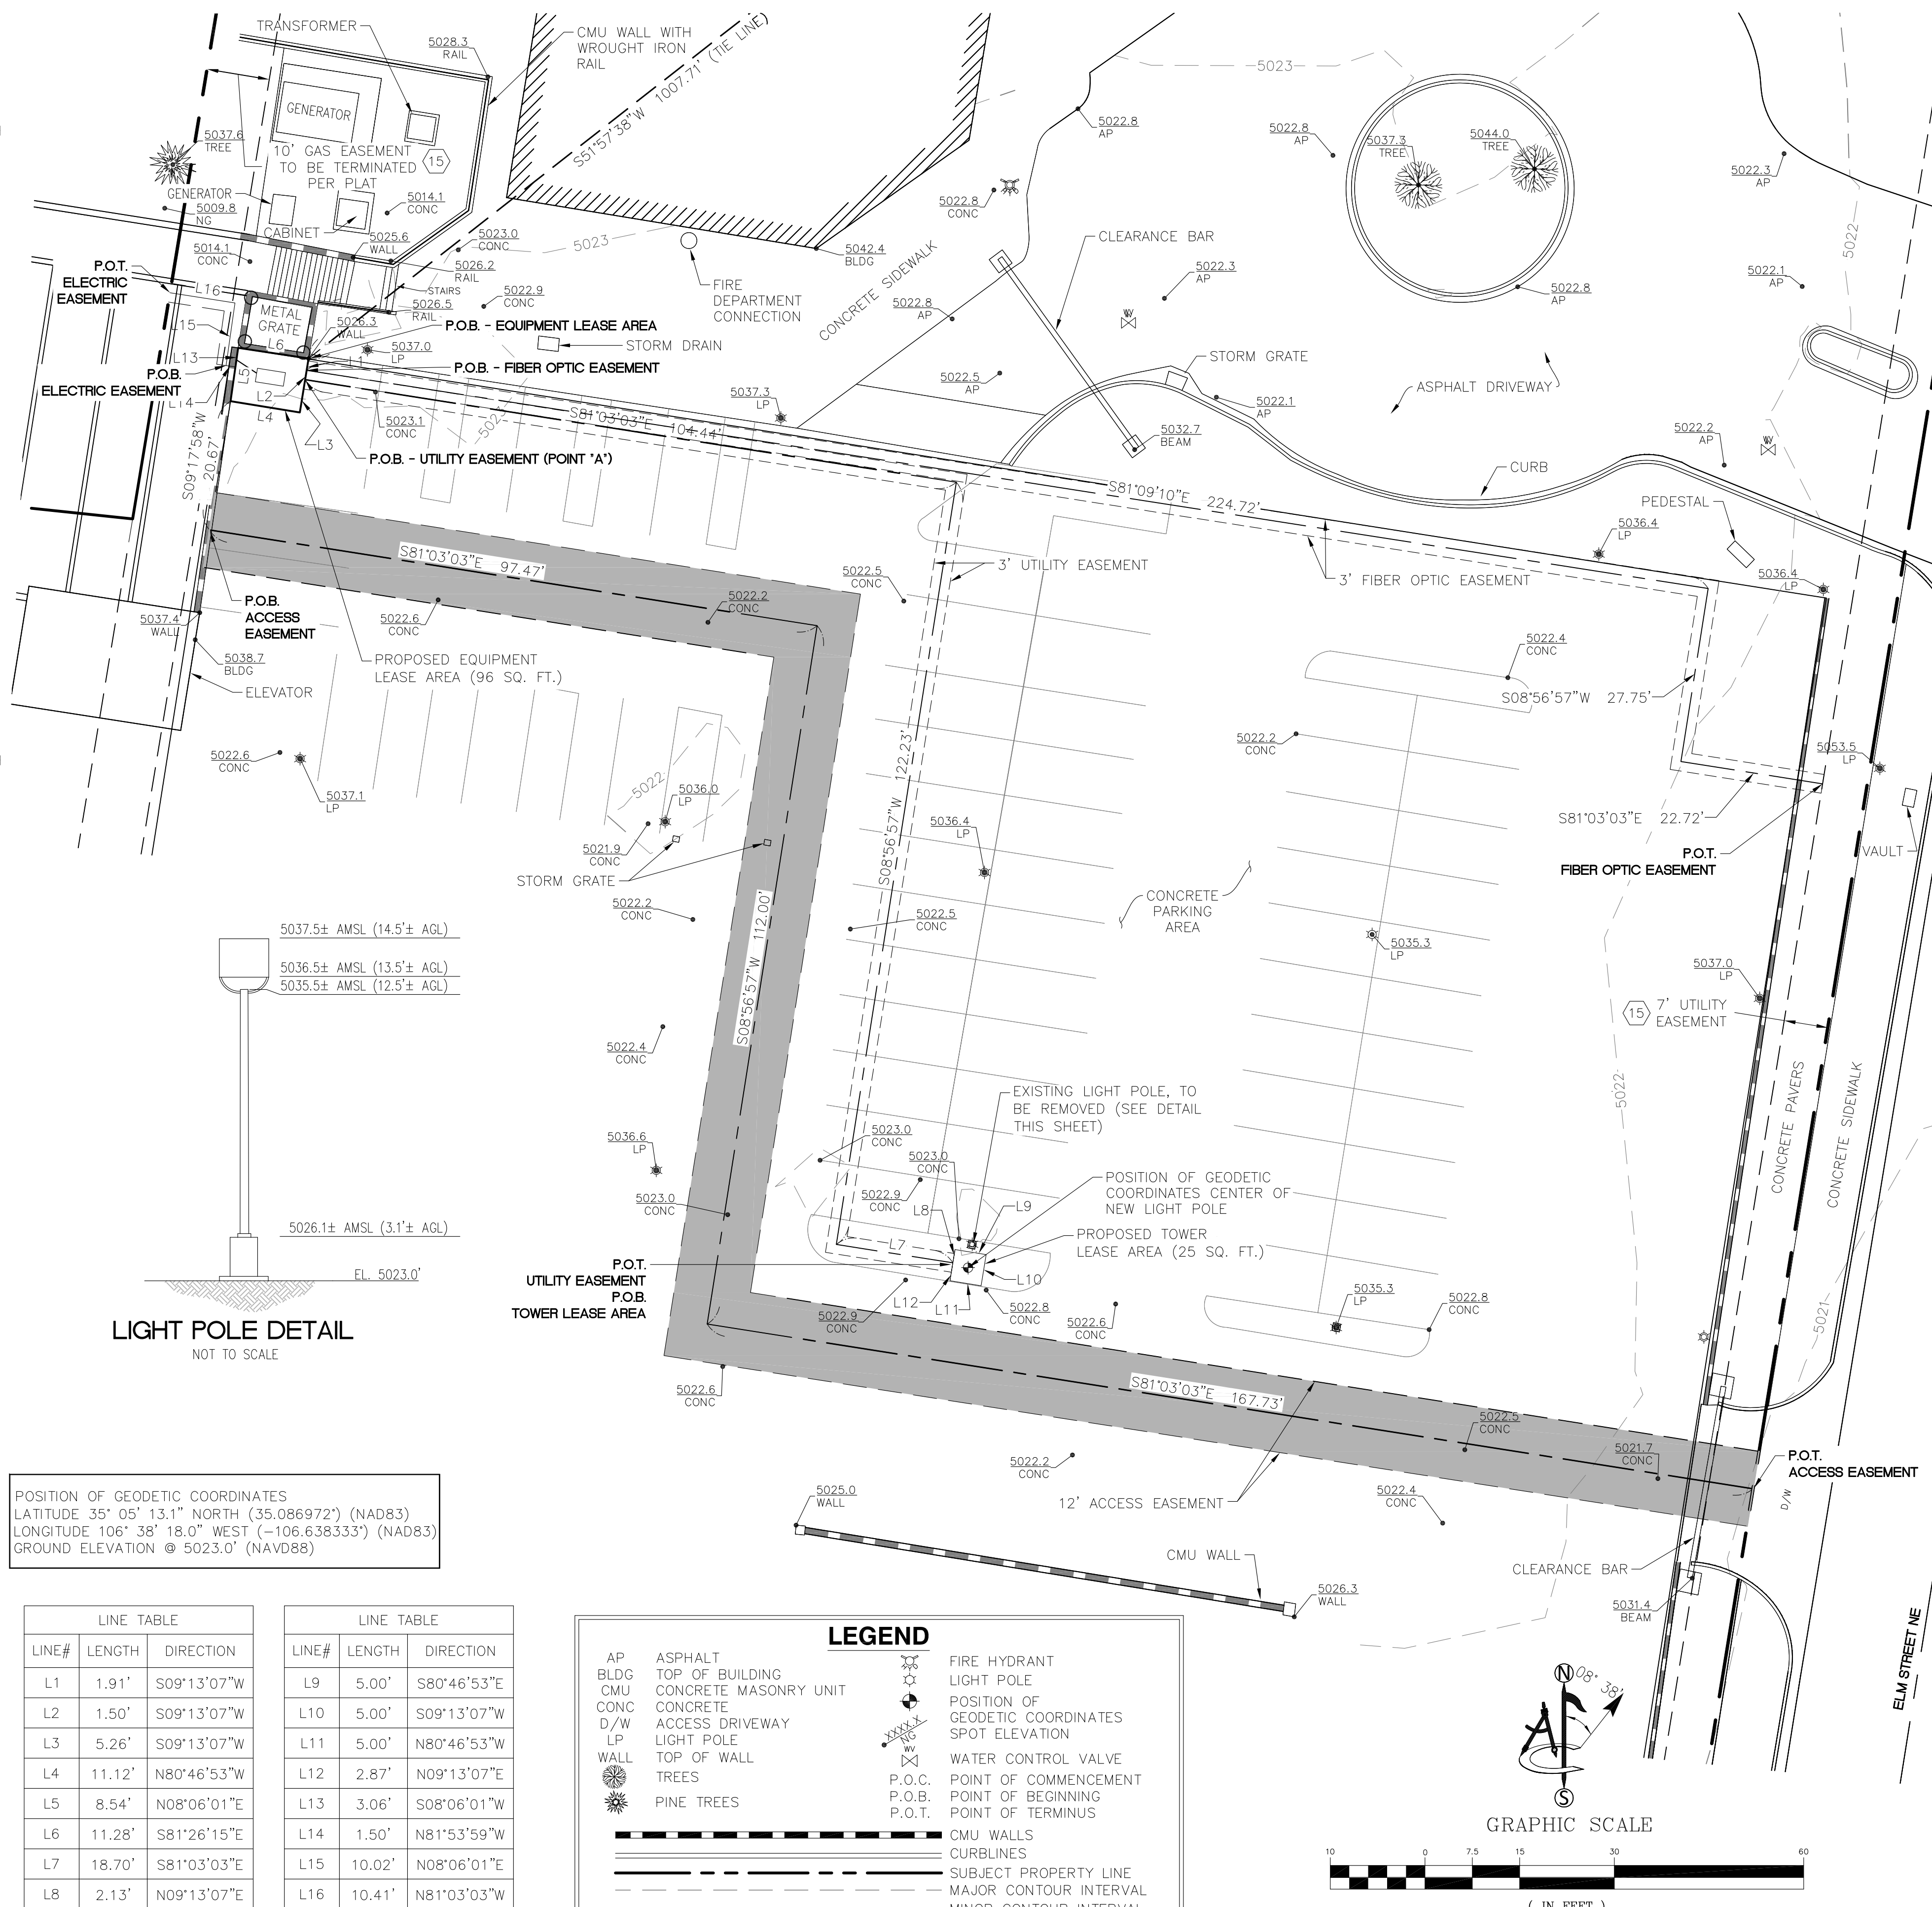 TRANSFORMER
5028.3
RAIL
CMU WALL WITH
WROUGHT IRON
RAIL
S51°57'38"W 1007.71' (TIE LINE)
GENERATOR
5037.6
TREE
10' GAS EASEMENT
TO BE TERMINATED
PER PLAT
15
GENERATOR
5009.8
NG
CABINET
5014.1
CONC
5014.1
CONC
5025.6
WALL
5023.0
CONC
5026.2
RAIL
STAIRS
5026.5
RAIL
5022.9
CONC
5023
5042.4
BLDG
FIRE
DEPARTMENT
CONNECTION
5023
5022.8
AP
5022.8
CONC
5022.8
AP
5037.3
TREE
5044.0
TREE
5022.3
AP
5022
5022.1
AP
5022.8
AP
CLEARANCE BAR
5022.3
AP
CONCRETE SIDEWALK
5022.8
AP
WV
5022.5
AP
STORM GRATE
5022.1
AP
ASPHALT DRIVEWAY
5022.2
AP
WV
CURB
5032.7
BEAM
P.O.T.
ELECTRIC
EASEMENT
L16
METAL
GRATE
L15
L6
5026.3
WALL
P.O.B. - EQUIPMENT LEASE AREA
STORM DRAIN
L13
5037.0
LP
L1
P.O.B.
ELECTRIC EASEMENT
P.O.B. - FIBER OPTIC EASEMENT
L14
L5
L2
L4
L3
5023.1
CONC
5023
5037.3
LP
S81°03'03"E 104.44'
P.O.B. - UTILITY EASEMENT (POINT "A")
S09°17'58"W
20.67'
S81°09'10"E 224.72'
PEDESTAL
5036.4
LP
5036.4
LP
3' UTILITY EASEMENT
3' FIBER OPTIC EASEMENT
S81°03'03"E 97.47'
5022.5
CONC
5022.2
CONC
5022.6
CONC
P.O.B.
ACCESS
EASEMENT
5037.4
WALL
5038.7
BLDG
ELEVATOR
PROPOSED EQUIPMENT
LEASE AREA (96 SQ. FT.)
5022.4
CONC
S08°56'57"W 27.75'
5022.2
CONC
5053.5
LP
5022.6
CONC
5037.1
LP
5022
5036.0
LP
5021.9
CONC
STORM GRATE
S08°56'57"W 122.23'
5036.4
LP
S81°03'03"E 22.72'
P.O.T.
FIBER OPTIC EASEMENT
VAULT
5022.2
CONC
5022.5
CONC
CONCRETE
PARKING
AREA
5035.3
LP
5037.0
LP
15
7' UTILITY
EASEMENT
S08°56'57"W 112.00'
5022.4
CONC
5022
CONCRETE PAVERS
CONCRETE SIDEWALK
5037.5± AMSL (14.5'± AGL)
5036.5± AMSL (13.5'± AGL)
5035.5± AMSL (12.5'± AGL)
5026.1± AMSL (3.1'± AGL)
EL. 5023.0'
LIGHT POLE DETAIL
NOT TO SCALE
EXISTING LIGHT POLE, TO
BE REMOVED (SEE DETAIL
THIS SHEET)
5036.6
LP
5023.0
CONC
5023.0
CONC
5023.0
CONC
5022.9
CONC
L8
L9
POSITION OF GEODETIC
COORDINATES CENTER OF
NEW LIGHT POLE
L7
PROPOSED TOWER
LEASE AREA (25 SQ. FT.)
L10
P.O.T.
UTILITY EASEMENT
P.O.B.
TOWER LEASE AREA
L12
L11
5022.9
CONC
5022.8
CONC
5022.6
CONC
5035.3
LP
5022.8
CONC
5021
5022.6
CONC
S81°03'03"E 167.73'
5022.5
CONC
5021.7
CONC
P.O.T.
ACCESS EASEMENT
D/W
5022.2
CONC
5022.4
CONC
12' ACCESS EASEMENT
5025.0
WALL
CMU WALL
5026.3
WALL
CLEARANCE BAR
5031.4
BEAM
ELM STREET NE
POSITION OF GEODETIC COORDINATES
LATITUDE 35° 05' 13.1" NORTH (35.086972°) (NAD83)
LONGITUDE 106° 38' 18.0" WEST (-106.638333°) (NAD83)
GROUND ELEVATION @ 5023.0' (NAVD88)
LINE TABLE
LINE# LENGTH DIRECTION
L1 1.91' S09°13'07"W
L2 1.50' S09°13'07"W
L3 5.26' S09°13'07"W
L4 11.12' N80°46'53"W
L5 8.54' N08°06'01"E
L6 11.28' S81°26'15"E
L7 18.70' S81°03'03"E
L8 2.13' N09°13'07"E
LINE TABLE
LINE# LENGTH DIRECTION
L9 5.00' S80°46'53"E
L10 5.00' S09°13'07"W
L11 5.00' N80°46'53"W
L12 2.87' N09°13'07"E
L13 3.06' S08°06'01"W
L14 1.50' N81°53'59"W
L15 10.02' N08°06'01"E
L16 10.41' N81°03'03"W
LEGEND
AP ASPHALT
BLDG TOP OF BUILDING
CMU CONCRETE MASONRY UNIT
CONC CONCRETE
D/W ACCESS DRIVEWAY
LP LIGHT POLE
WALL TOP OF WALL
TREES
PINE TREES
FIRE HYDRANT
LIGHT POLE
POSITION OF
GEODETIC COORDINATES
XXXX.X
NG
SPOT ELEVATION
WV
WATER CONTROL VALVE
P.O.C. POINT OF COMMENCEMENT
P.O.B. POINT OF BEGINNING
P.O.T. POINT OF TERMINUS
CMU WALLS
CURBLINES
SUBJECT PROPERTY LINE
MAJOR CONTOUR INTERVAL
MINOR CONTOUR INTERVAL
N
08° 38'
A
S
GRAPHIC SCALE
10 0 7.5 15 30 60
( IN FEET )